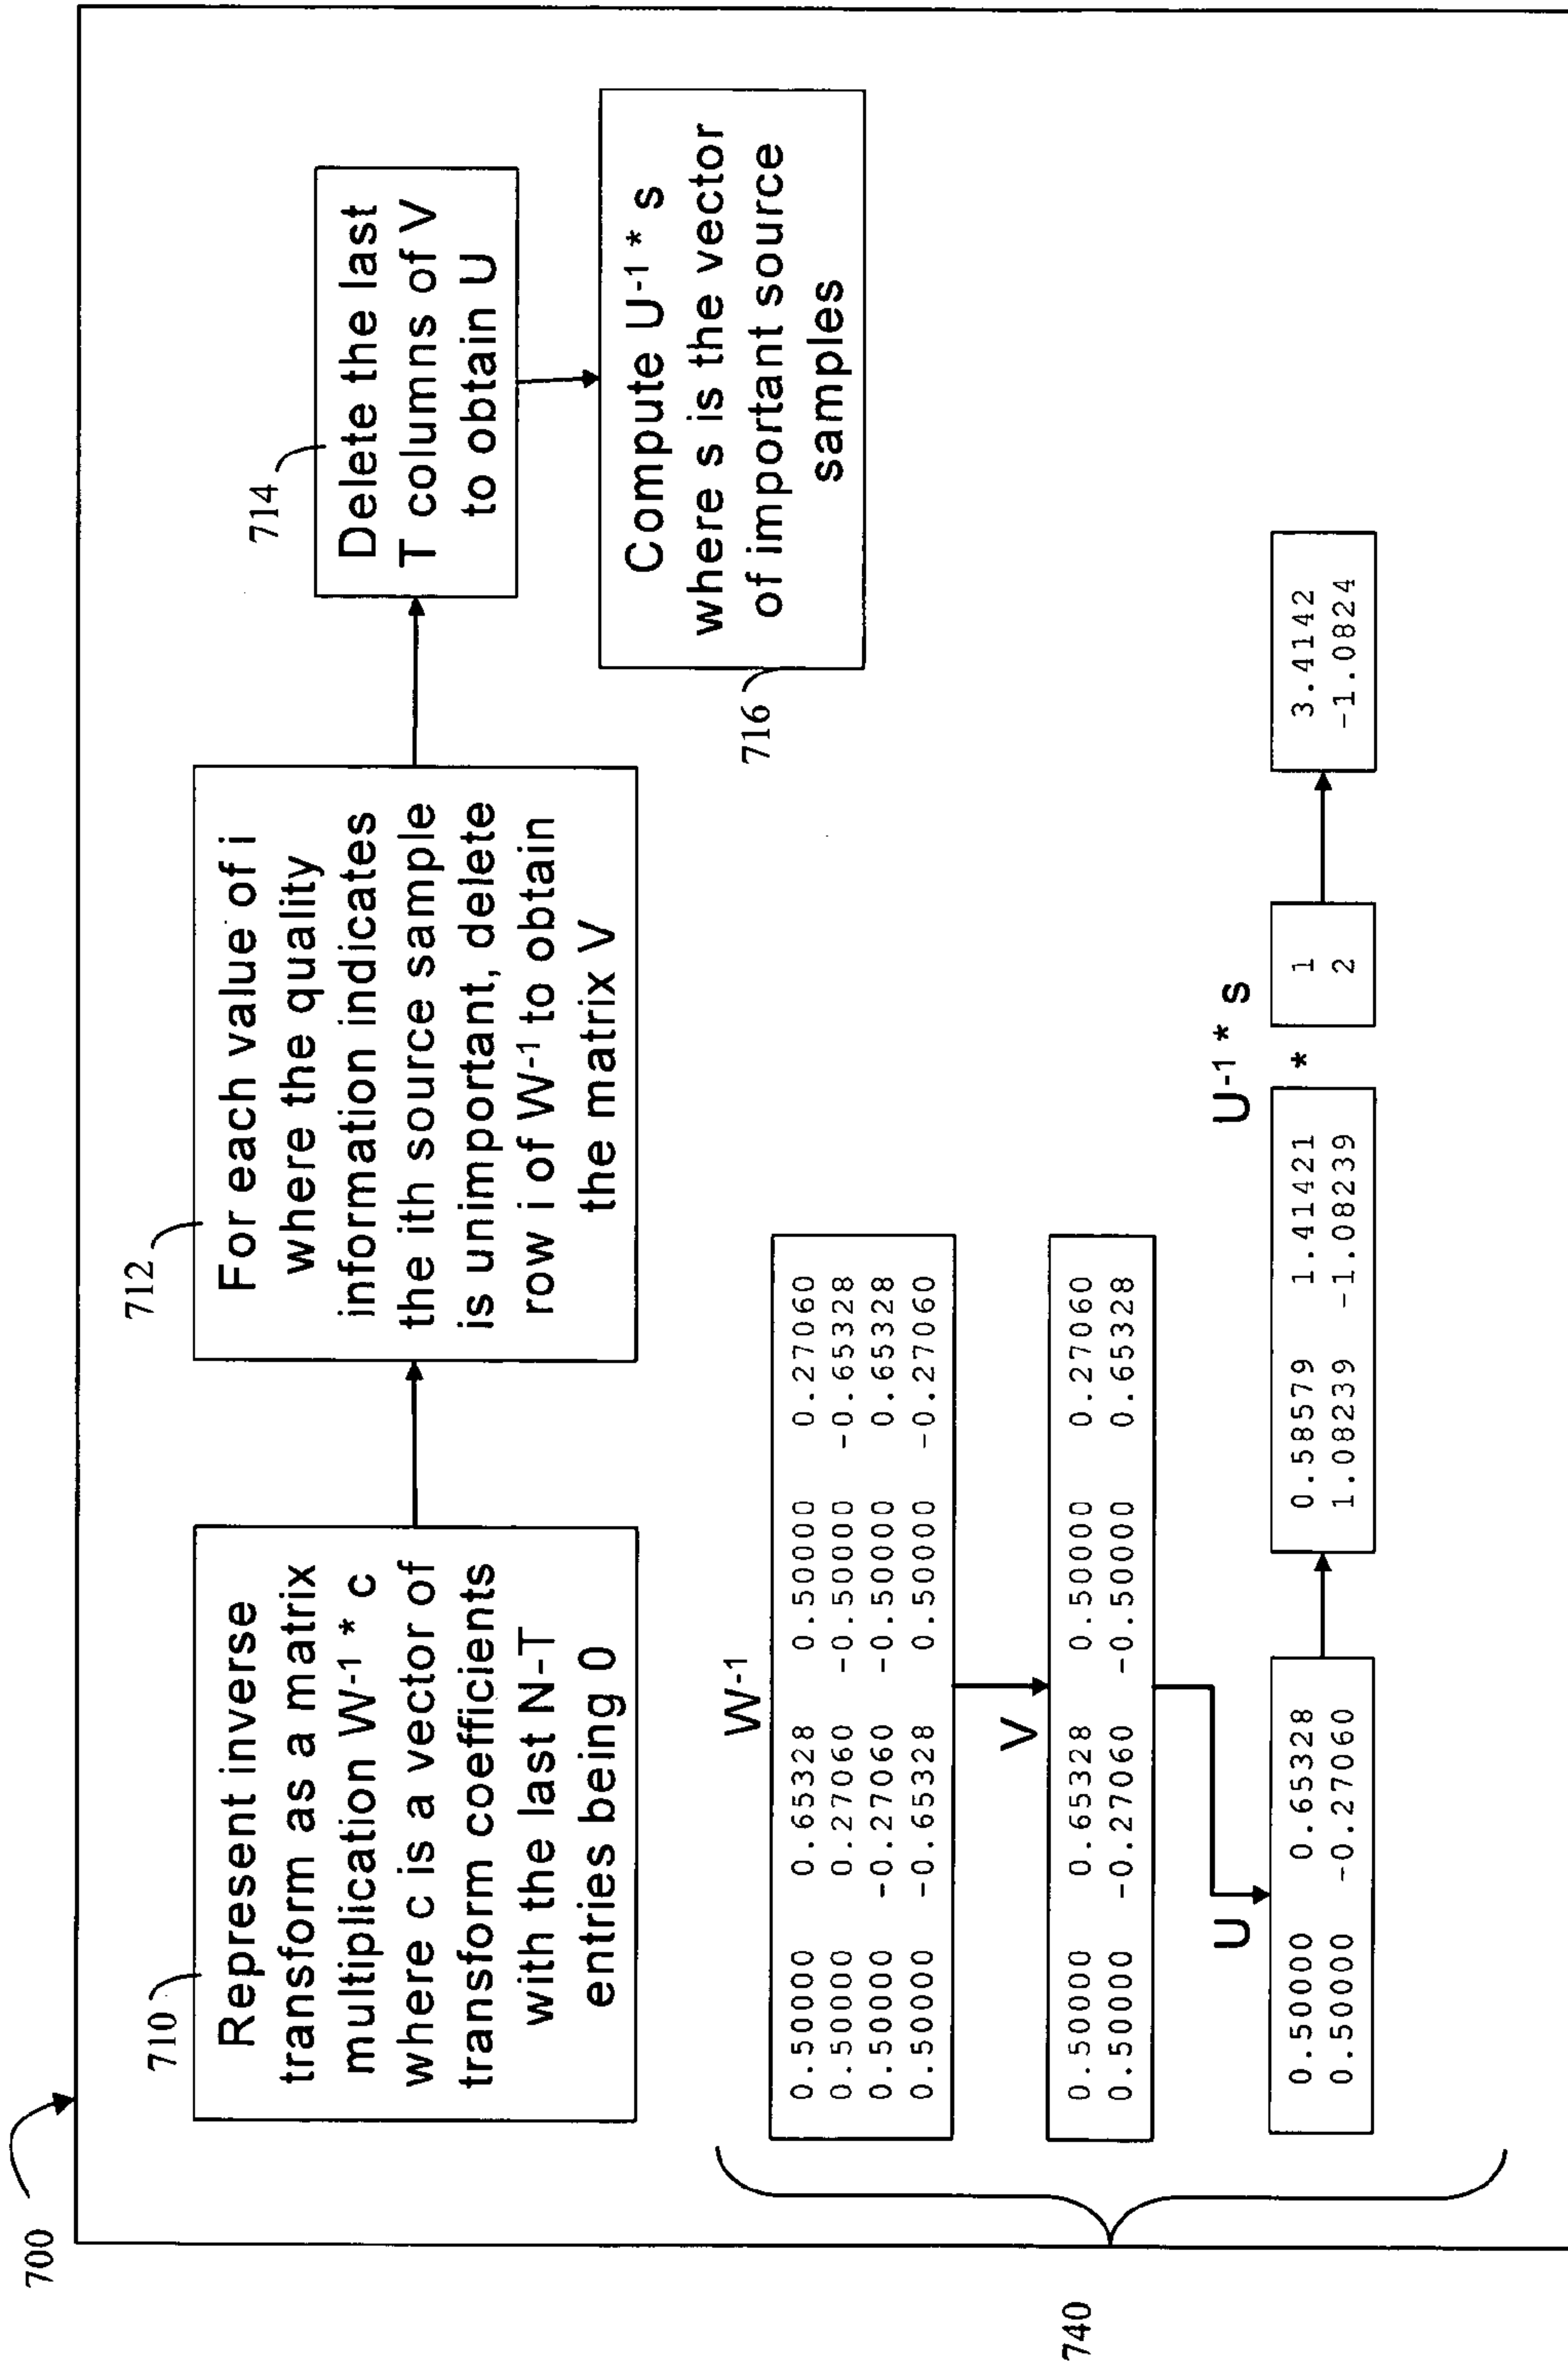 700
710
Represent inverse
transform as a matrix
multiplication W-1 * c
where c is a vector of
transform coefficients
with the last N-T
entries being 0
712
For each value of i
where the quality
information indicates
the ith source sample
is unimportant, delete
row i of W-1 to obtain
the matrix V
714
Delete the last
T columns of V
to obtain U
716
Compute U-1 * s
where s is the vector
of important source
samples
740
W-1
0.50000 0.65328 0.50000 0.27060
0.50000 0.27060 -0.50000 -0.65328
0.50000 -0.27060 -0.50000 0.65328
0.50000 -0.65328 0.50000 -0.27060
V
0.50000 0.65328 0.50000 0.27060
0.50000 -0.27060 -0.50000 0.65328
U
0.50000 0.65328
0.50000 -0.27060
U-1 * s
0.58579 1.41421
1.08239 -1.08239
*
1
2
3.4142
-1.0824